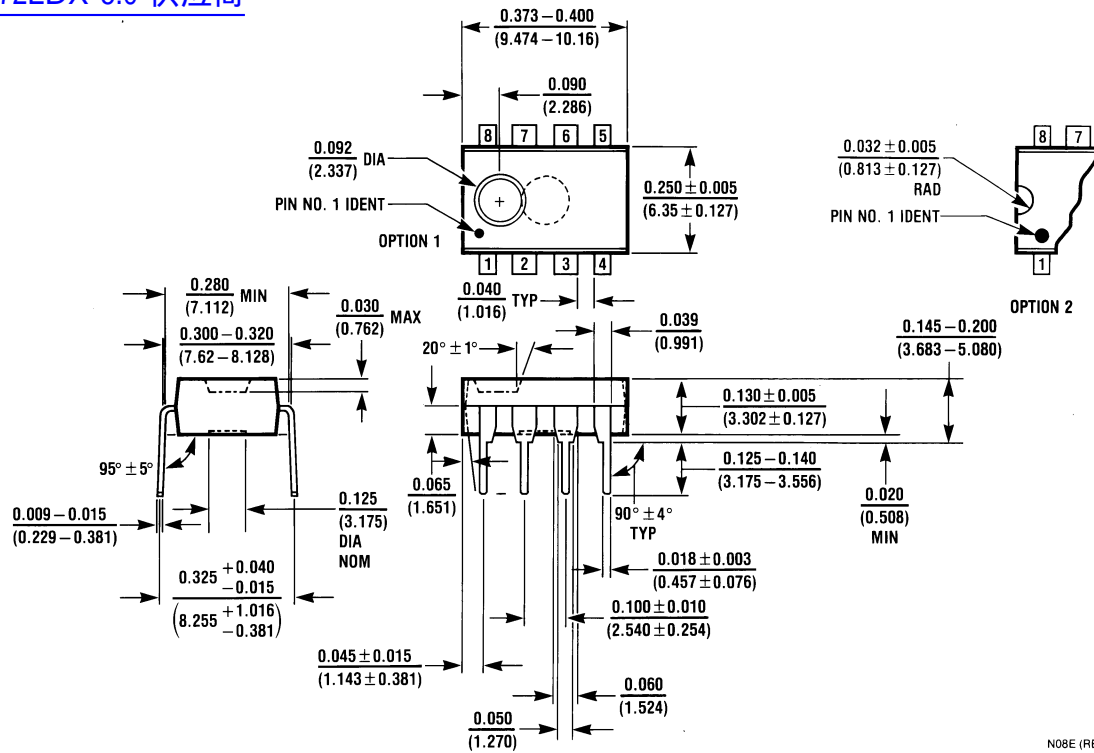 0.373 – 0.400
(9.474 – 10.16)
0.090
(2.286)
8 7 6 5
0.092 DIA
(2.337)
PIN NO. 1 IDENT
OPTION 1
0.250 ± 0.005
(6.35 ± 0.127)
1 2 3 4
0.032 ± 0.005
(0.813 ± 0.127)
RAD
PIN NO. 1 IDENT
8 7
1
OPTION 2
0.280 MIN
(7.112)
0.300 – 0.320
(7.62 – 8.128)
0.030 MAX
(0.762)
0.040 TYP
(1.016)
0.039
(0.991)
0.145 – 0.200
(3.683 – 5.080)
20° ± 1°
0.130 ± 0.005
(3.302 ± 0.127)
0.125 – 0.140
(3.175 – 3.556)
0.020
(0.508)
MIN
95° ± 5°
0.065
(1.651)
90° ± 4°
TYP
0.009 – 0.015
(0.229 – 0.381)
0.125
(3.175)
DIA
NOM
0.018 ± 0.003
(0.457 ± 0.076)
0.325 +0.040
–0.015
(8.255 +1.016
–0.381)
0.100 ± 0.010
(2.540 ± 0.254)
0.045 ± 0.015
(1.143 ± 0.381)
0.060
(1.524)
0.050
(1.270)
N08E